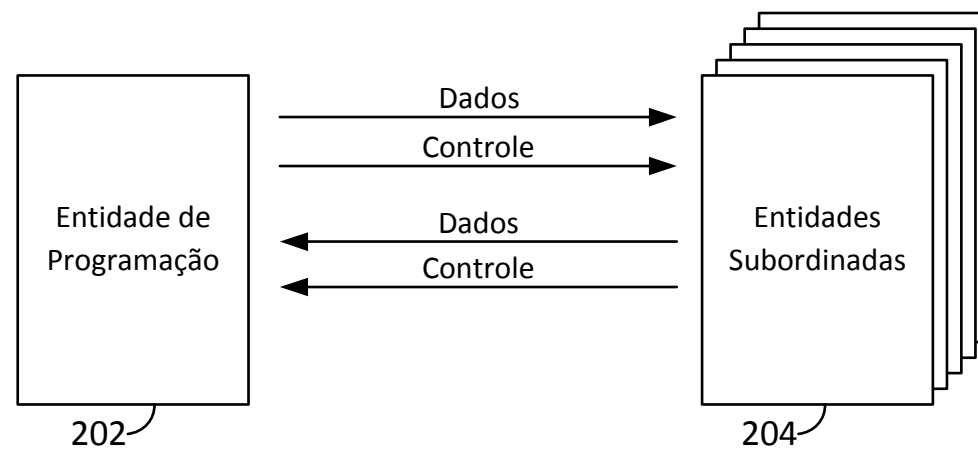 Dados
Controle
Entidade de
Programação
Dados
Controle
Entidades
Subordinadas
202
204